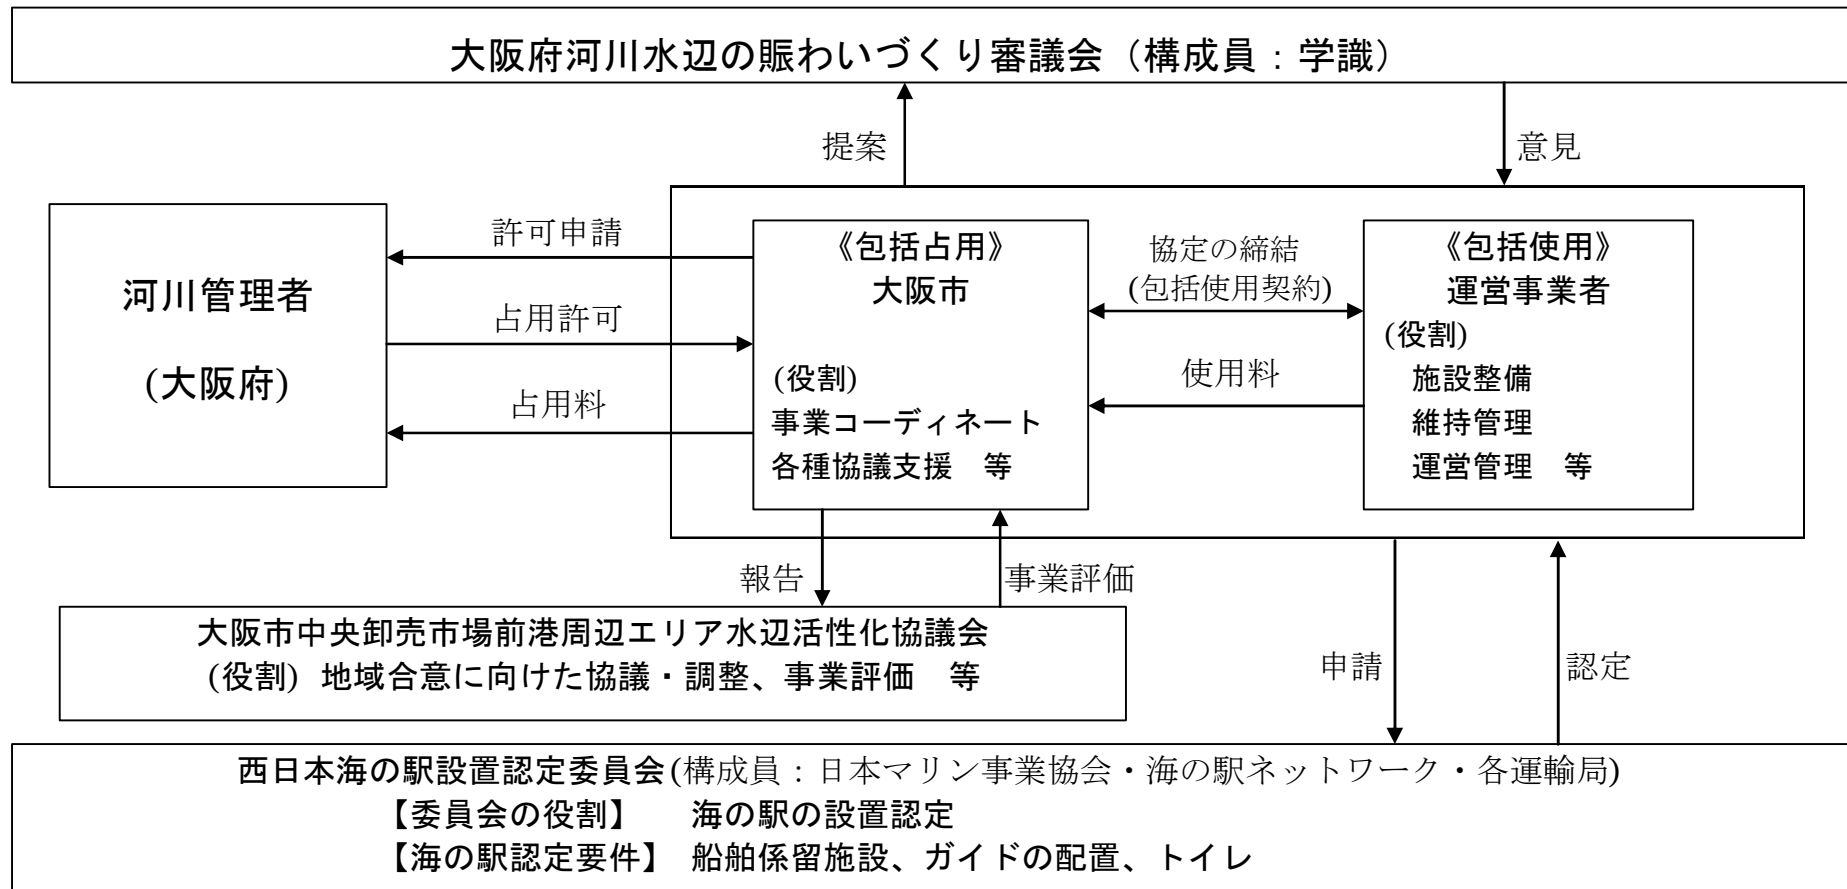 大阪府河川水辺の賑わいづくり審議会（構成員：学識）
提案
意見
河川管理者
(大阪府)
許可申請
占用許可
占用料
《包括占用》
大阪市
(役割)
事業コーディネート
各種協議支援　等
協定の締結
(包括使用契約)
使用料
《包括使用》
運営事業者
(役割)
施設整備
維持管理
運営管理　等
報告
事業評価
大阪市中央卸売市場前港周辺エリア水辺活性化協議会
(役割) 地域合意に向けた協議・調整、事業評価　等
申請
認定
西日本海の駅設置認定委員会(構成員：日本マリン事業協会・海の駅ネットワーク・各運輸局)
【委員会の役割】　海の駅の設置認定
【海の駅認定要件】 船舶係留施設、ガイドの配置、トイレ